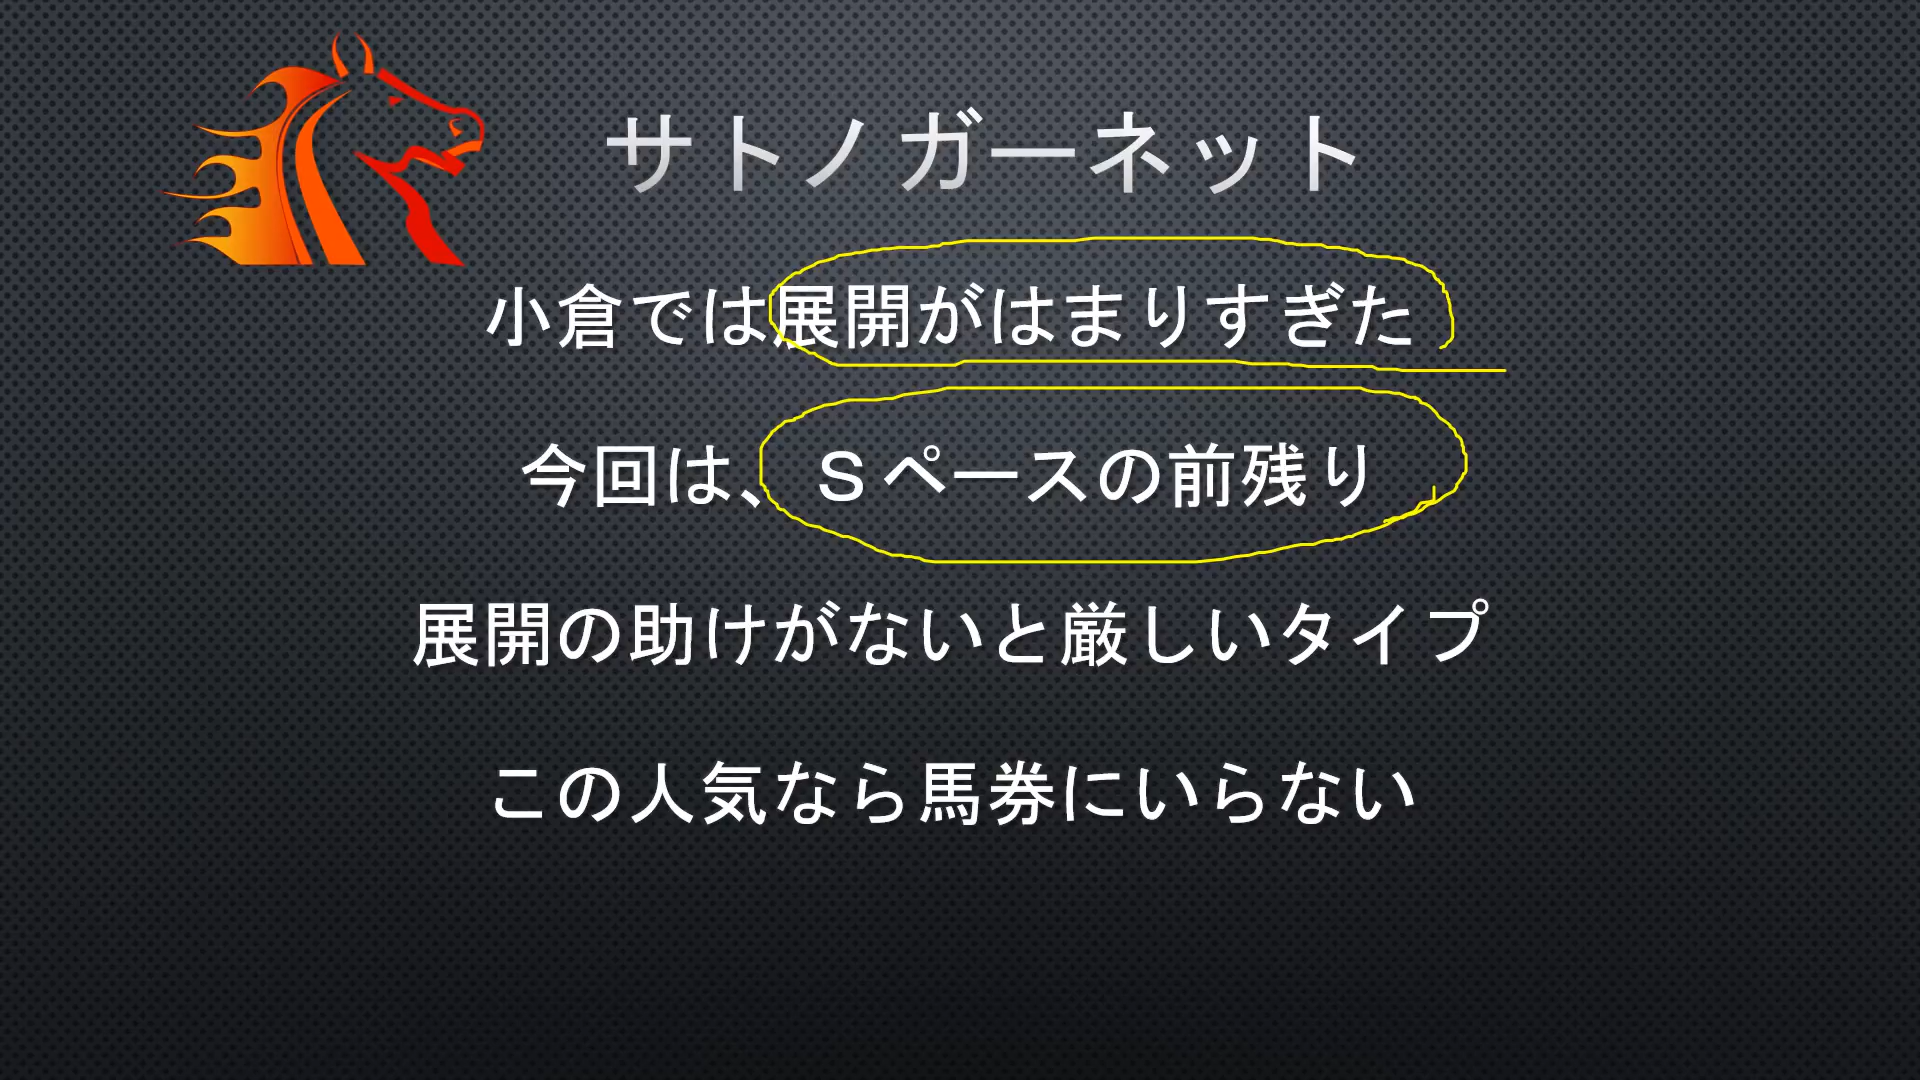 サトノガーネット
小倉では展開がはまりすぎた
今回は、Ｓペースの前残り
展開の助けがないと厳しいタイプ
この人気なら馬券にいらない